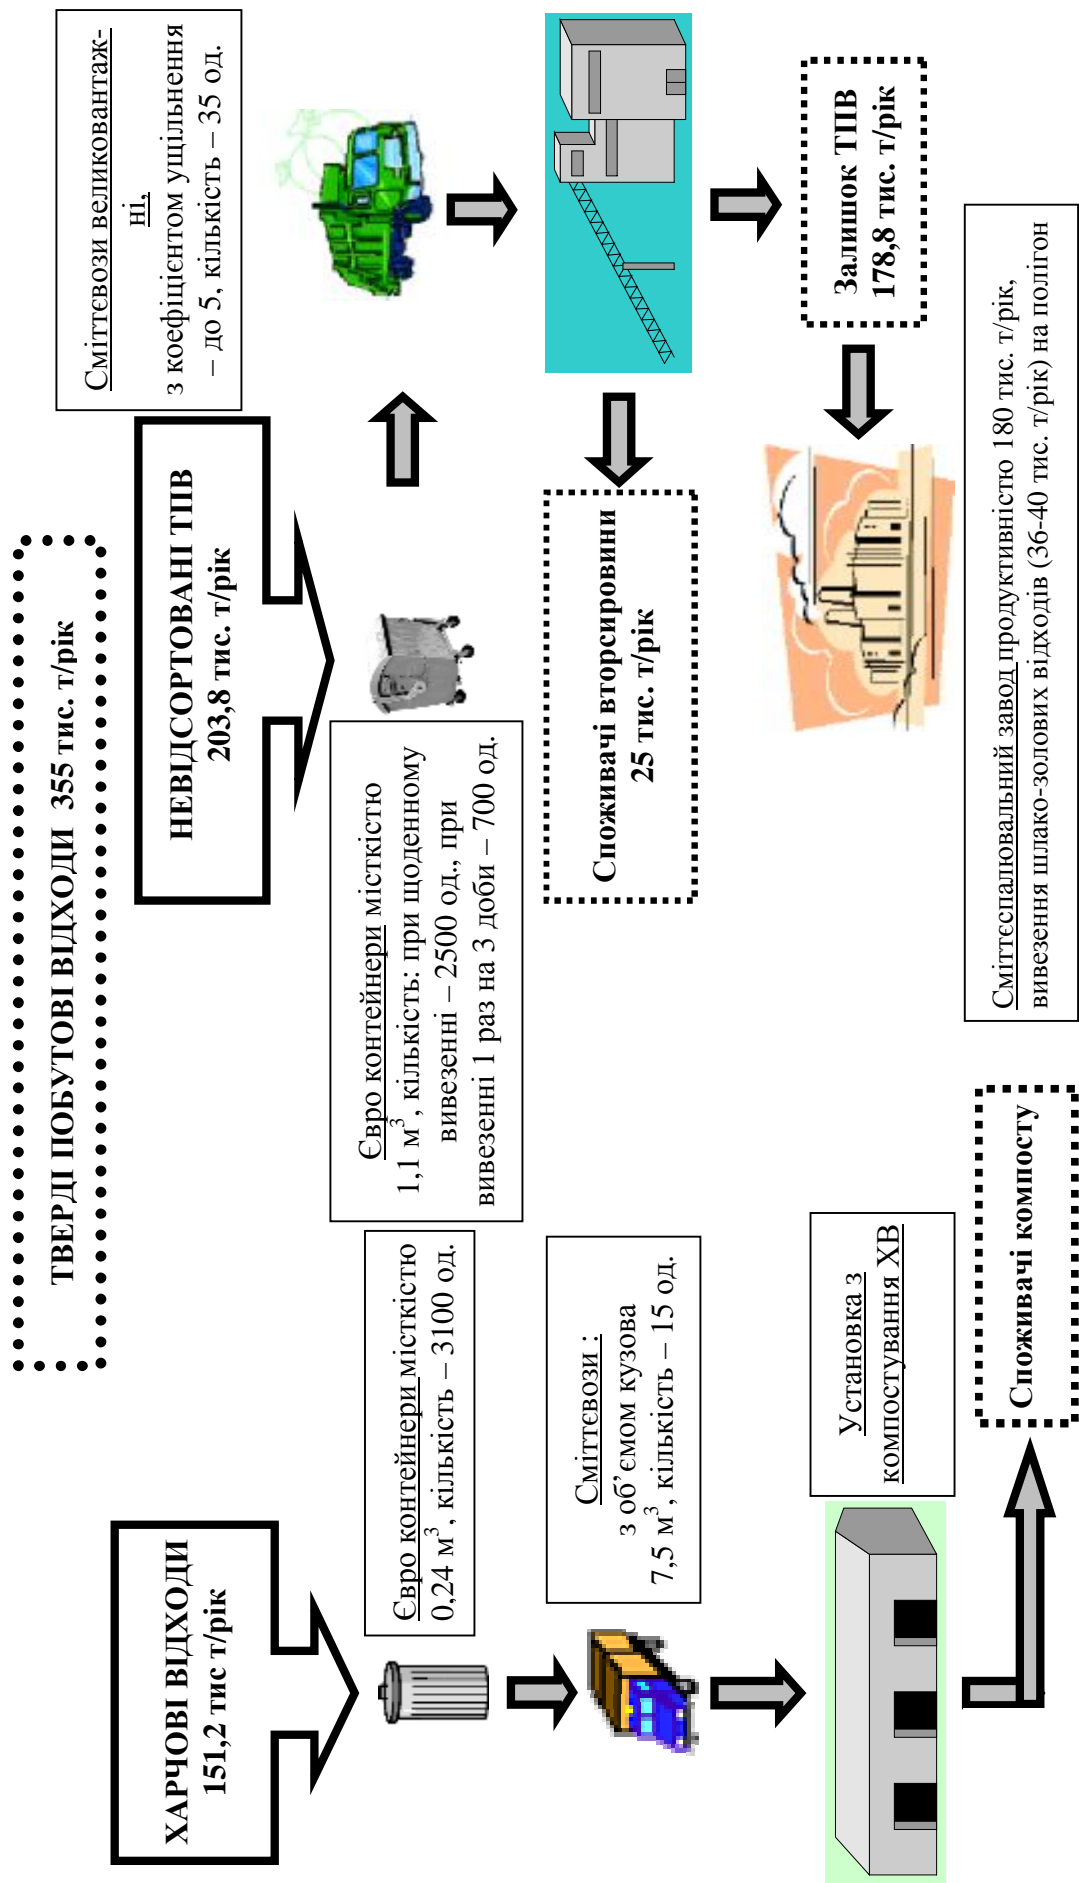 ТВЕРДІ ПОБУТОВІ ВІДХОДИ 355 тис. т/рік
ХАРЧОВІ ВІДХОДИ
151,2 тис т/рік
НЕВІДСОРТОВАНІ ТПВ
203,8 тис. т/рік
Сміттєвози великовантаж-
ні,
з коефіцієнтом ущільнення
– до 5, кількість – 35 од.
Євро контейнери місткістю
0,24 м³, кількість – 3100 од.
Євро контейнери місткістю
1,1 м³, кількість: при щоденному
вивезенні – 2500 од., при
вивезенні 1 раз на 3 доби – 700 од.
Сміттєвози :
з об’ємом кузова
7,5 м³, кількість – 15 од.
Споживачі вторсировини
25 тис. т/рік
Залишок ТПВ
178,8 тис. т/рік
Установка з
компостування ХВ
Споживачі компосту
Сміттєспалювальний завод продуктивністю 180 тис. т/рік,
вивезення шлако-золових відходів (36-40 тис. т/рік) на полігон